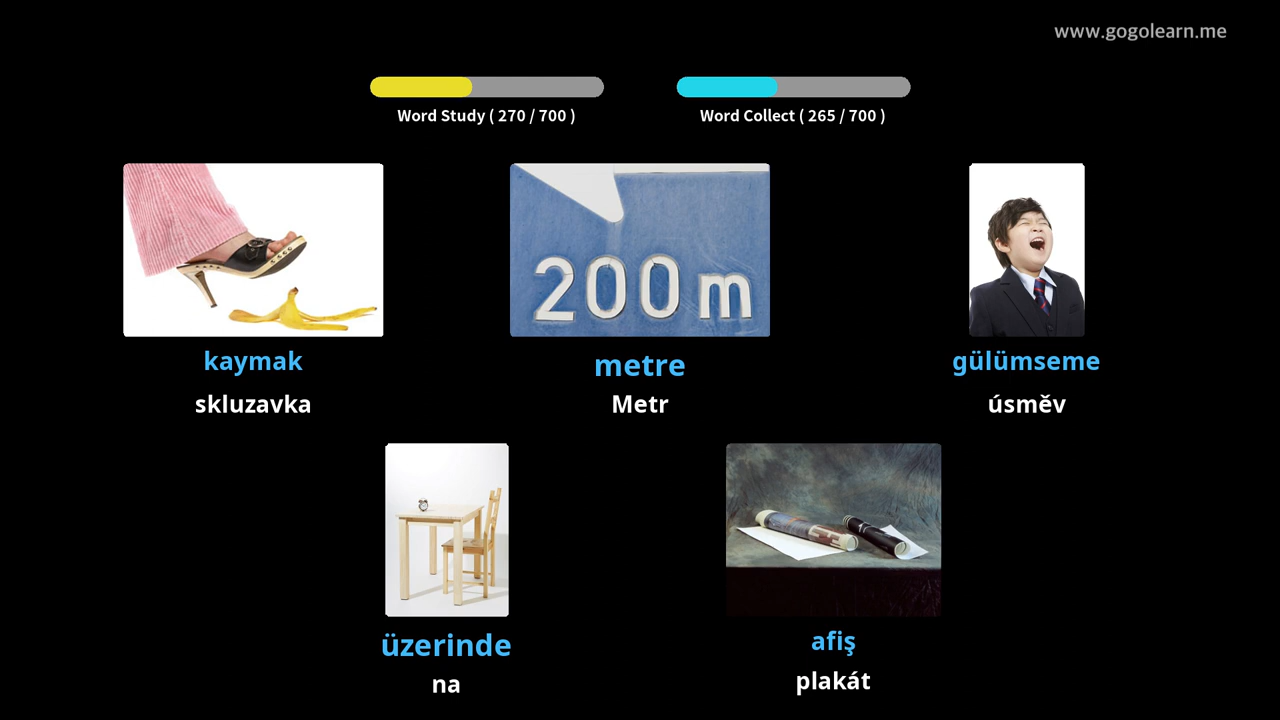 www.gogolearn.me
Word Study ( 270 / 700 )
Word Collect ( 265 / 700 )
200 m
kaymak
metre
gülümseme
skluzavka
Metr
úsměv
üzerinde
afiş
na
plakát